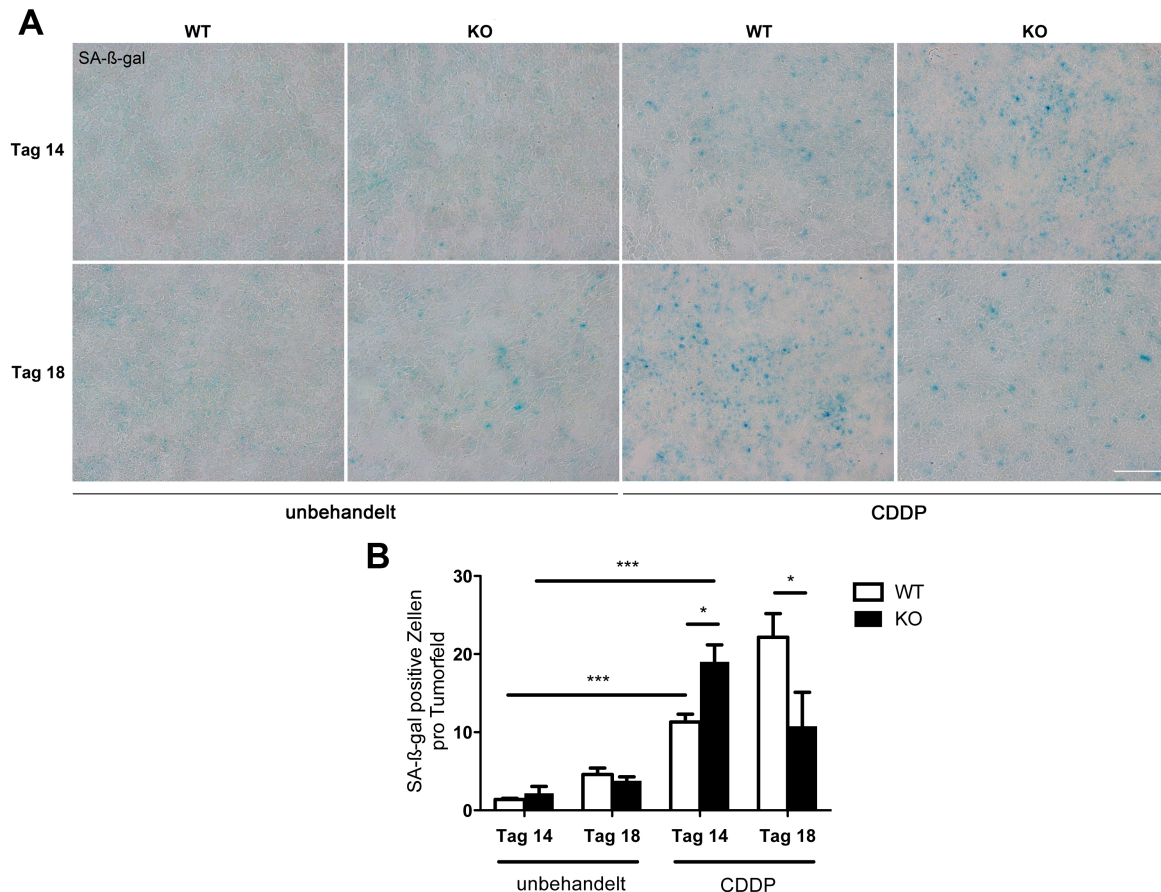 A
WT KO WT KO
SA-ß-gal
Tag 14
Tag 18
unbehandelt CDDP
B
SA-ß-gal positive Zellen
pro Tumorfeld
30
20
10
0
***
***
*
*
WT
KO
Tag 14 Tag 18 Tag 14 Tag 18
unbehandelt CDDP